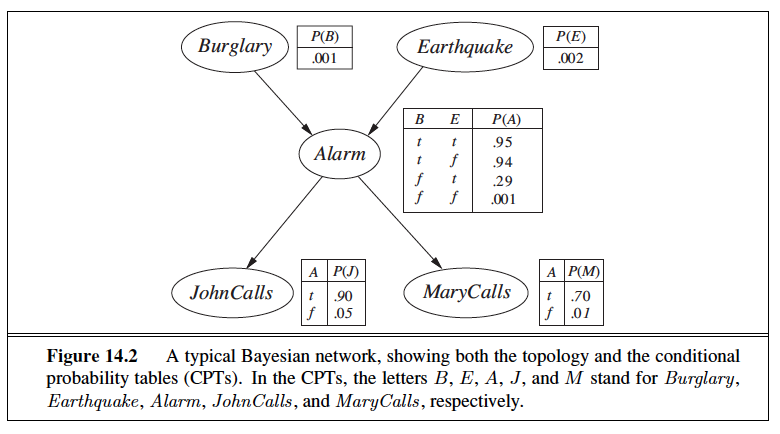 Burglary
P(B)
.001
Earthquake
P(E)
.002
B E P(A)
t t .95
t f .94
f t .29
f f .001
Alarm
JohnCalls
A P(J)
t .90
f .05
MaryCalls
A P(M)
t .70
f .01
Figure 14.2 A typical Bayesian network, showing both the topology and the conditional
probability tables (CPTs). In the CPTs, the letters B, E, A, J, and M stand for Burglary,
Earthquake, Alarm, JohnCalls, and MaryCalls, respectively.